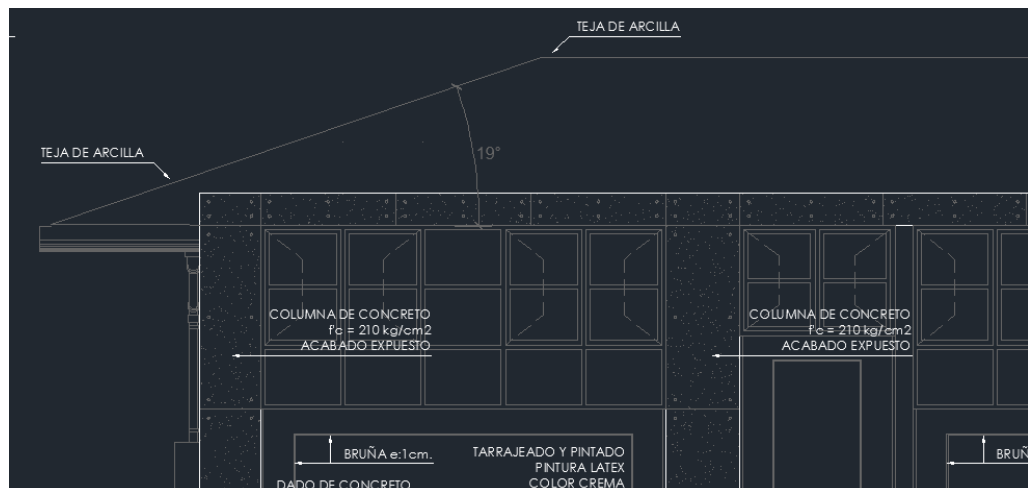 TEJA DE ARCILLA
TEJA DE ARCILLA
19°
COLUMNA DE CONCRETO
f'c = 210 kg/cm2
ACABADO EXPUESTO
COLUMNA DE CONCRETO
f'c = 210 kg/cm2
ACABADO EXPUESTO
BRUÑA e:1cm.
TARRAJEADO Y PINTADO
PINTURA LATEX
COLOR CREMA
DADO DE CONCRETO
BRUÑ